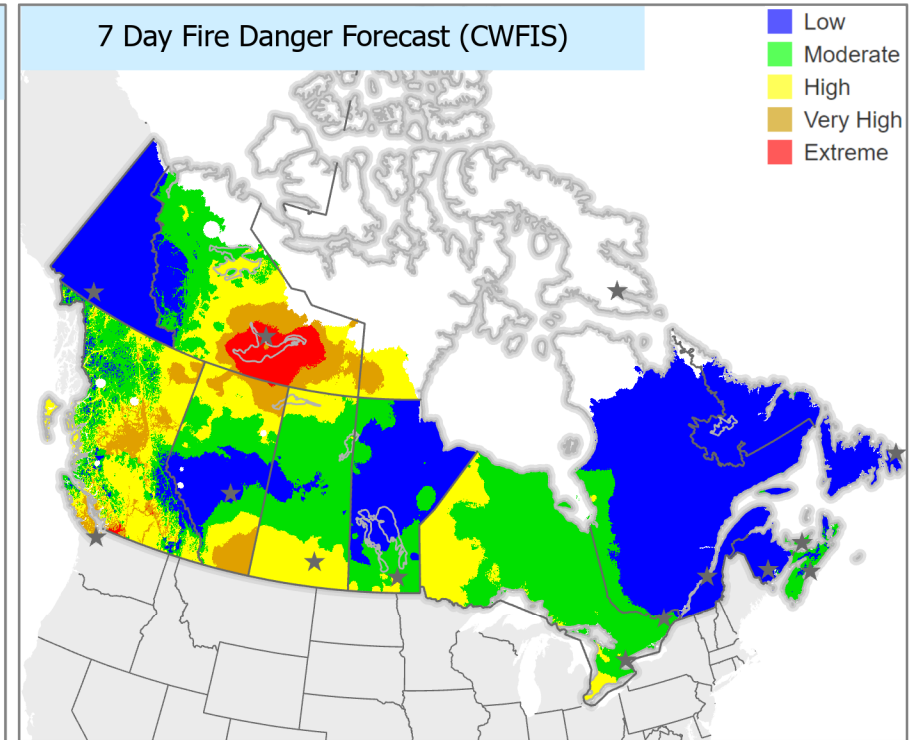 7 Day Fire Danger Forecast (CWFIS)
Low
Moderate
High
Very High
Extreme